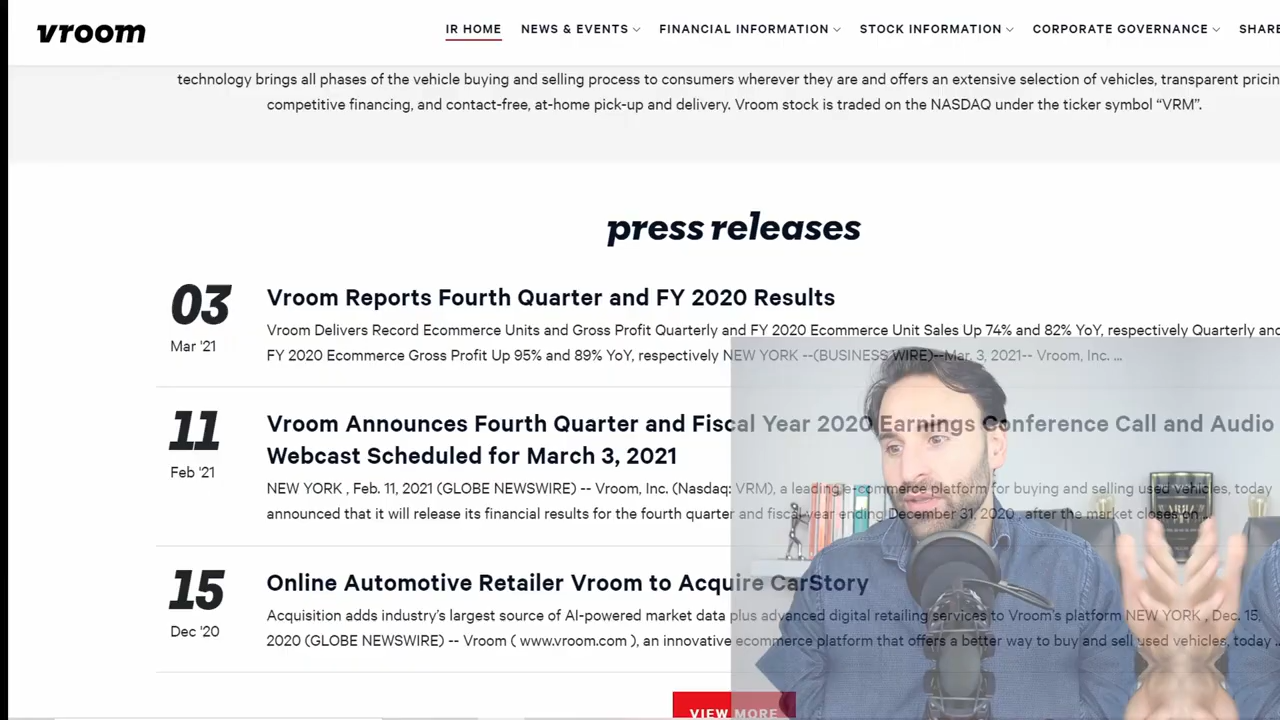 vroom
IR HOME NEWS & EVENTS FINANCIAL INFORMATION STOCK INFORMATION CORPORATE GOVERNANCE SHARE
technology brings all phases of the vehicle buying and selling process to consumers wherever they are and offers an extensive selection of vehicles, transparent pricin
competitive financing, and contact-free, at-home pick-up and delivery. Vroom stock is traded on the NASDAQ under the ticker symbol “VRM”.
press releases
03
Mar '21
Vroom Reports Fourth Quarter and FY 2020 Results
Vroom Delivers Record Ecommerce Units and Gross Profit Quarterly and FY 2020 Ecommerce Unit Sales Up 74% and 82% YoY, respectively Quarterly and
FY 2020 Ecommerce Gross Profit Up 95% and 89% YoY, respectively NEW YORK --(BUSINESS WIRE)--Mar. 3, 2021-- Vroom, Inc. ...
11
Feb '21
Vroom Announces Fourth Quarter and Fiscal Year 2020 Earnings Conference Call and Audio
Webcast Scheduled for March 3, 2021
NEW YORK , Feb. 11, 2021 (GLOBE NEWSWIRE) -- Vroom, Inc. (Nasdaq: VRM), a leading e-commerce platform for buying and selling used vehicles, today
announced that it will release its financial results for the fourth quarter and fiscal year ending December 31, 2020 , after the market closes on ...
15
Dec '20
Online Automotive Retailer Vroom to Acquire CarStory
Acquisition adds industry’s largest source of AI-powered market data plus advanced digital retailing services to Vroom’s platform NEW YORK , Dec. 15,
2020 (GLOBE NEWSWIRE) -- Vroom ( www.vroom.com ), an innovative ecommerce platform that offers a better way to buy and sell used vehicles, today ...
VIEW MORE